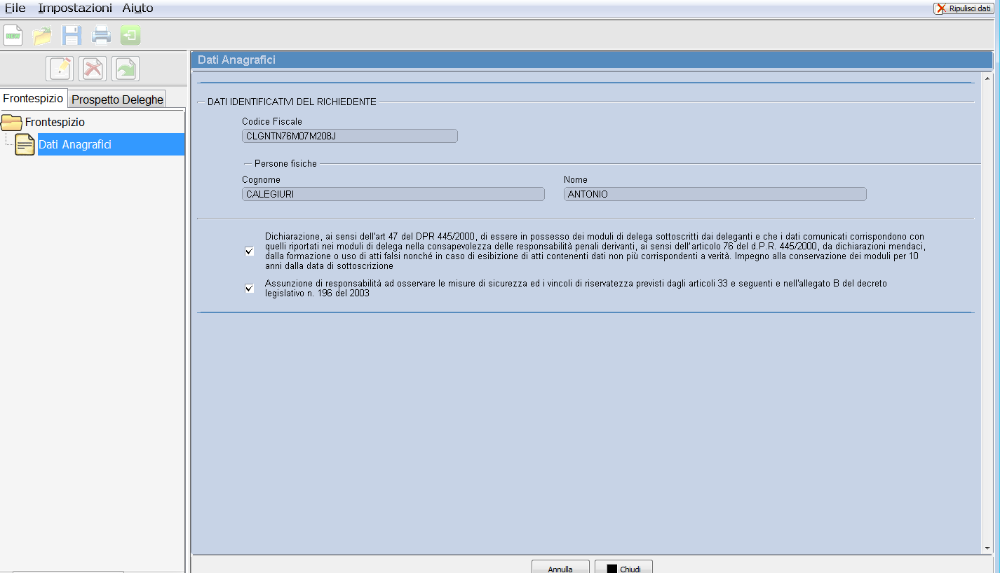 File Impostazioni Aiuto
Ripulisci dati
NEW
Dati Anagrafici
Frontespizio
Prospetto Deleghe
Frontespizio
Dati Anagrafici
DATI IDENTIFICATIVI DEL RICHIEDENTE
Codice Fiscale
CLGNTN76M07M208J
Persone fisiche
Cognome
Nome
CALEGIURI
ANTONIO
Dichiarazione, ai sensi dell'art 47 del DPR 445/2000, di essere in possesso dei moduli di delega sottoscritti dai deleganti e che i dati comunicati corrispondono con
quelli riportati nei moduli di delega nella consapevolezza delle responsabilità penali derivanti, ai sensi dell'articolo 76 del d.P.R. 445/2000, da dichiarazioni mendaci,
dalla formazione o uso di atti falsi nonché in caso di esibizione di atti contenenti dati non più corrispondenti a verità. Impegno alla conservazione dei moduli per 10
anni dalla data di sottoscrizione
Assunzione di responsabilità ad osservare le misure di sicurezza ed i vincoli di riservatezza previsti dagli articoli 33 e seguenti e nell'allegato B del decreto
legislativo n. 196 del 2003
Annulla
Chiudi